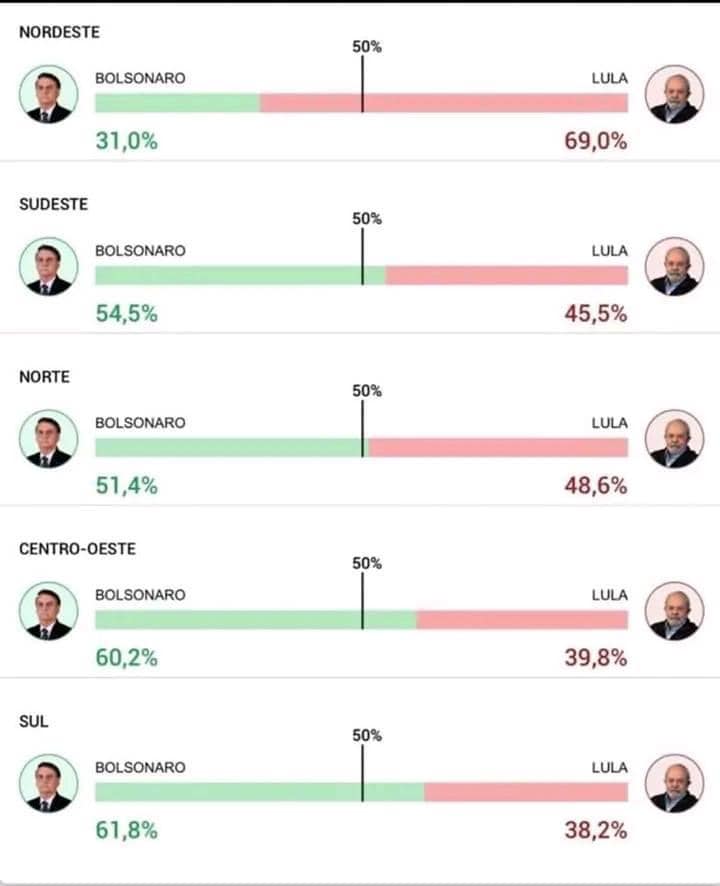 NORDESTE
50%
BOLSONARO LULA
31,0% 69,0%
SUDESTE
50%
BOLSONARO LULA
54,5% 45,5%
NORTE
50%
BOLSONARO LULA
51,4% 48,6%
CENTRO-OESTE
50%
BOLSONARO LULA
60,2% 39,8%
SUL
50%
BOLSONARO LULA
61,8% 38,2%